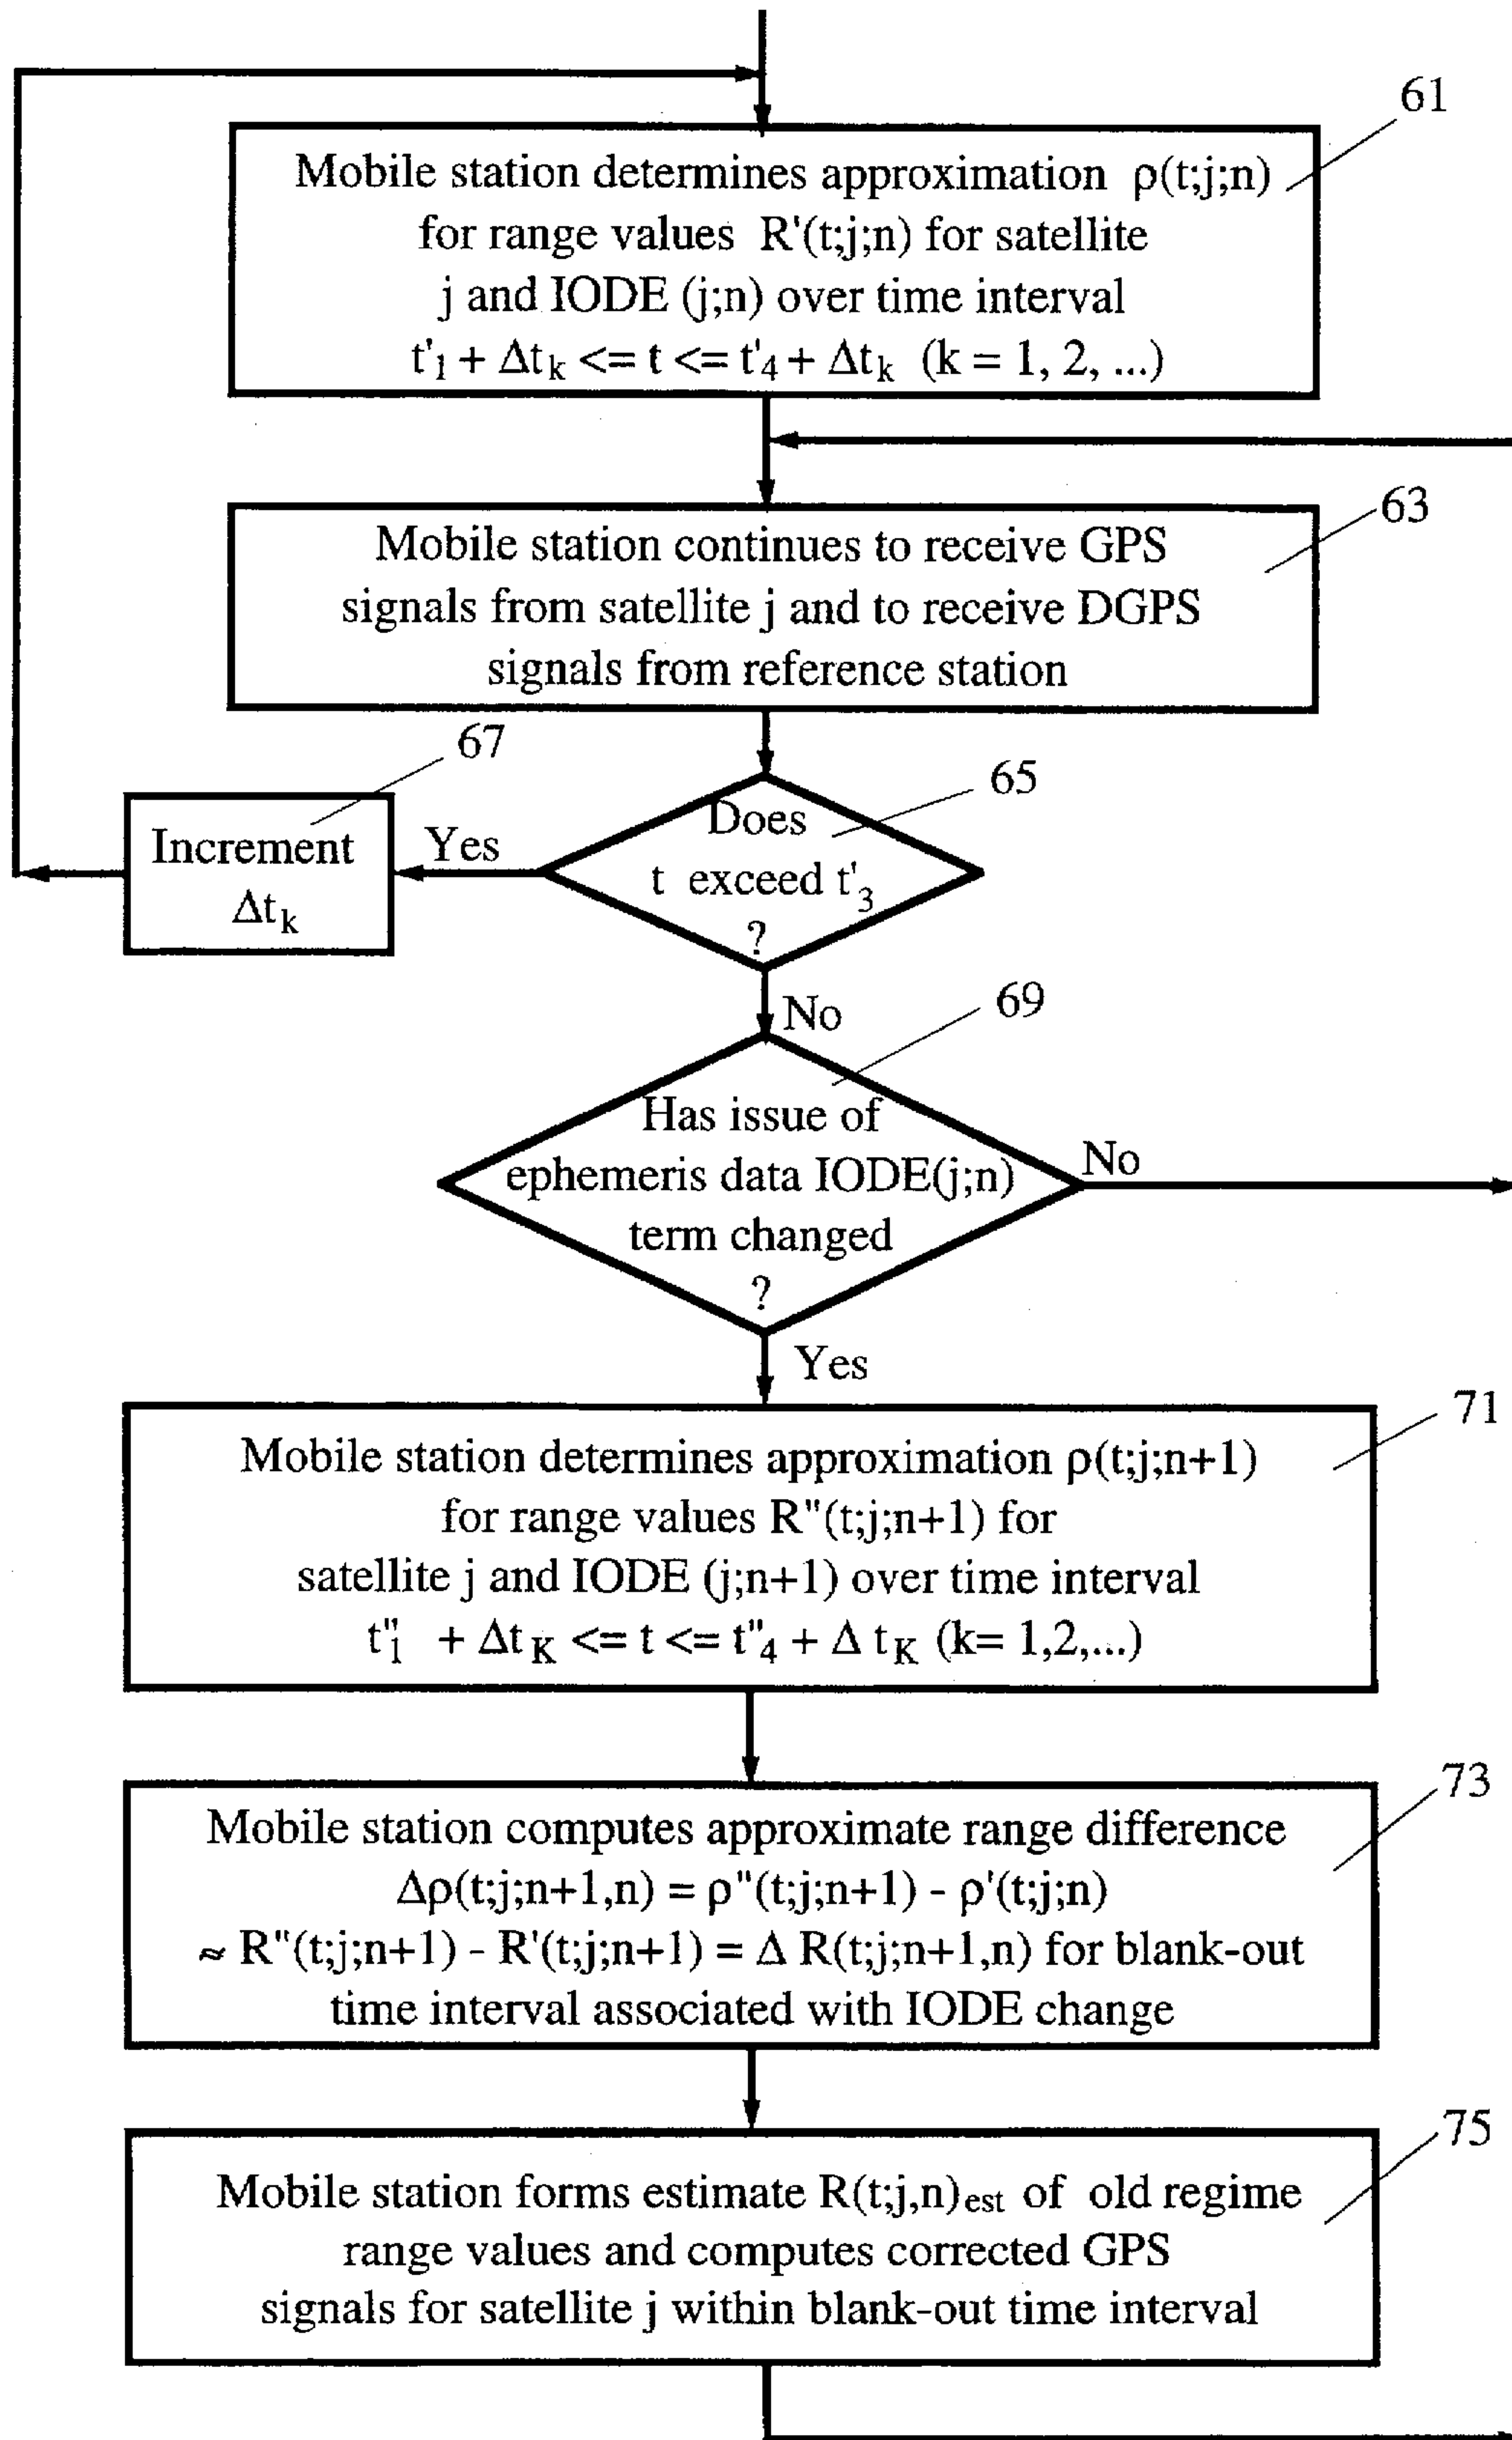 61
Mobile station determines approximation ρ(t;j;n)
for range values R'(t;j;n) for satellite
j and IODE (j;n) over time interval
t'1 + Δtk <= t <= t'4 + Δtk (k = 1, 2, ...)
63
Mobile station continues to receive GPS
signals from satellite j and to receive DGPS
signals from reference station
67
Increment
Δtk
Yes
65
Does
t exceed t'3
?
No
69
Has issue of
ephemeris data IODE(j;n)
term changed
?
No
Yes
71
Mobile station determines approximation ρ(t;j;n+1)
for range values R"(t;j;n+1) for
satellite j and IODE (j;n+1) over time interval
t"1 + ΔtK <= t <= t"4 + Δ tK (k= 1,2,...)
73
Mobile station computes approximate range difference
Δρ(t;j;n+1,n) = ρ"(t;j;n+1) - ρ'(t;j;n)
≈ R"(t;j;n+1) - R'(t;j;n+1) = Δ R(t;j;n+1,n) for blank-out
time interval associated with IODE change
75
Mobile station forms estimate R(t;j,n)est of old regime
range values and computes corrected GPS
signals for satellite j within blank-out time interval